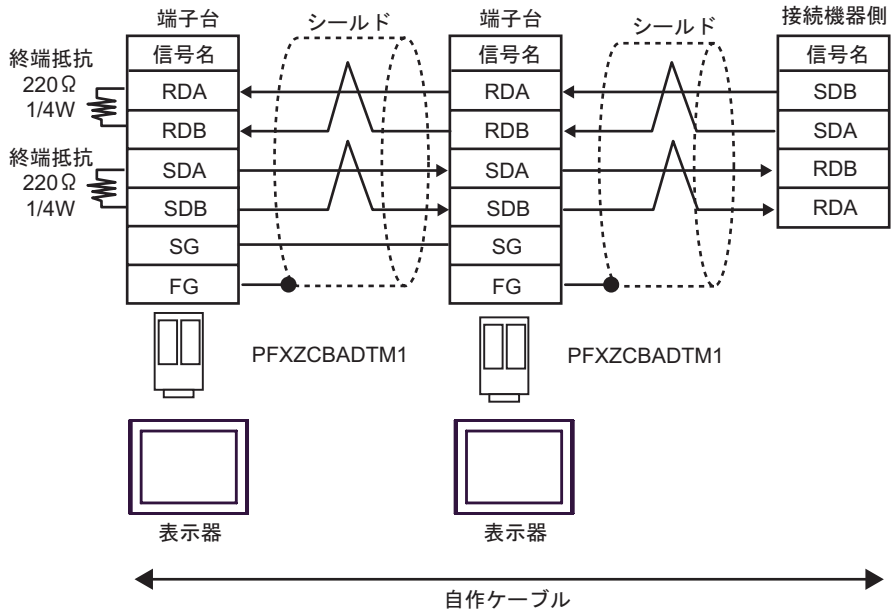 端子台
シールド
端子台
シールド
接続機器側
信号名
信号名
信号名
終端抵抗
220Ω
1/4W
RDA
RDA
SDB
RDB
RDB
SDA
終端抵抗
220Ω
1/4W
SDA
SDA
RDB
SDB
SDB
RDA
SG
SG
FG
FG
PFXZCBADTM1
PFXZCBADTM1
表示器
表示器
自作ケーブル